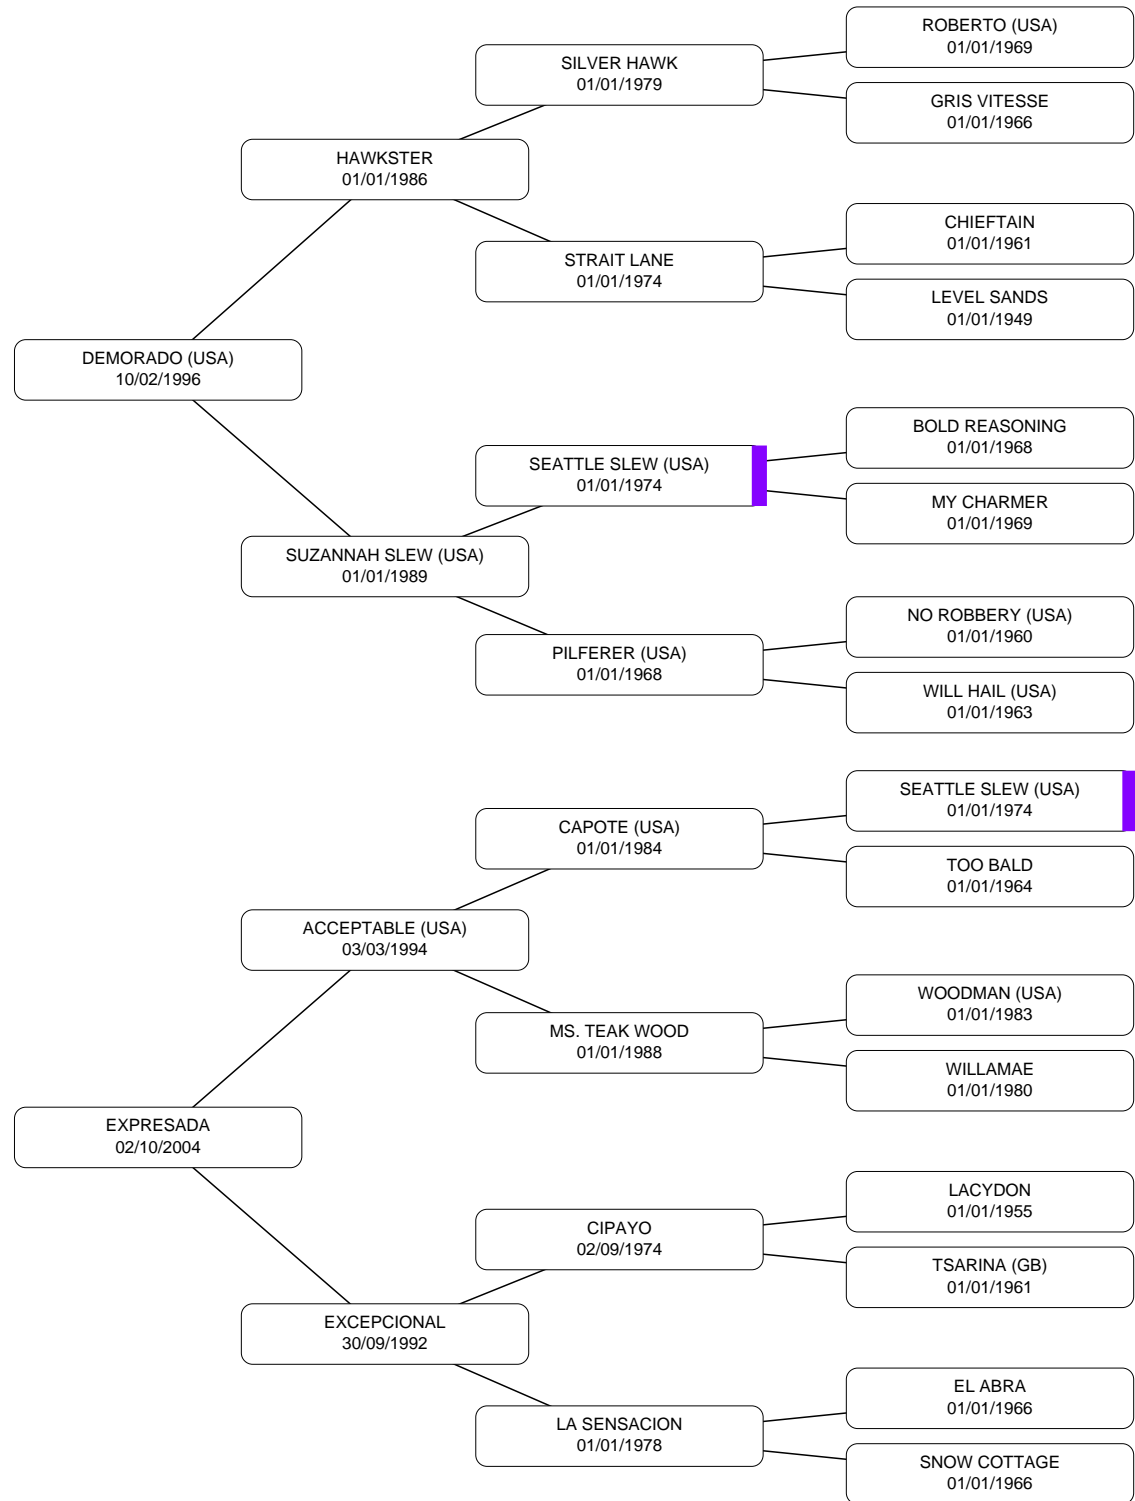 ROBERTO (USA)
01/01/1969
SILVER HAWK
01/01/1979
GRIS VITESSE
01/01/1966
HAWKSTER
01/01/1986
CHIEFTAIN
01/01/1961
STRAIT LANE
01/01/1974
LEVEL SANDS
01/01/1949
DEMORADO (USA)
10/02/1996
BOLD REASONING
01/01/1968
SEATTLE SLEW (USA)
01/01/1974
MY CHARMER
01/01/1969
SUZANNAH SLEW (USA)
01/01/1989
NO ROBBERY (USA)
01/01/1960
PILFERER (USA)
01/01/1968
WILL HAIL (USA)
01/01/1963
SEATTLE SLEW (USA)
01/01/1974
CAPOTE (USA)
01/01/1984
TOO BALD
01/01/1964
ACCEPTABLE (USA)
03/03/1994
WOODMAN (USA)
01/01/1983
MS. TEAK WOOD
01/01/1988
WILLAMAE
01/01/1980
EXPRESADA
02/10/2004
LACYDON
01/01/1955
CIPAYO
02/09/1974
TSARINA (GB)
01/01/1961
EXCEPCIONAL
30/09/1992
EL ABRA
01/01/1966
LA SENSACION
01/01/1978
SNOW COTTAGE
01/01/1966